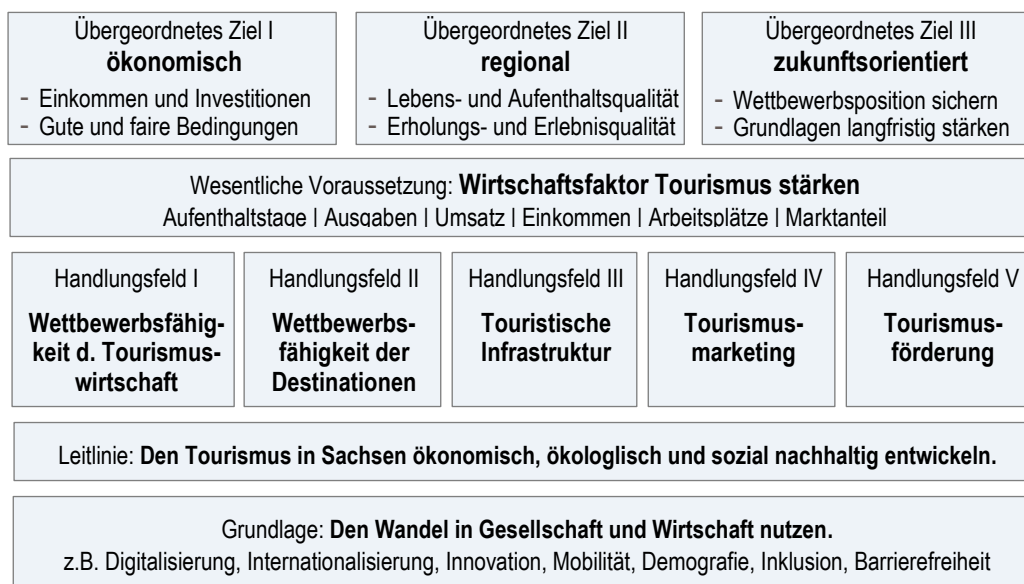 Übergeordnetes Ziel I
ökonomisch
- Einkommen und Investitionen
- Gute und faire Bedingungen
Übergeordnetes Ziel II
regional
- Lebens- und Aufenthaltsqualität
- Erholungs- und Erlebnisqualität
Übergeordnetes Ziel III
zukunftsorientiert
- Wettbewerbsposition sichern
- Grundlagen langfristig stärken
Wesentliche Voraussetzung: Wirtschaftsfaktor Tourismus stärken
Aufenthaltstage | Ausgaben | Umsatz | Einkommen | Arbeitsplätze | Marktanteil
Handlungsfeld I
Wettbewerbsfähig-
keit d. Tourismus-
wirtschaft
Handlungsfeld II
Wettbewerbs-
fähigkeit der
Destinationen
Handlungsfeld III
Touristische
Infrastruktur
Handlungsfeld IV
Tourismus-
marketing
Handlungsfeld V
Tourismus-
förderung
Leitlinie: Den Tourismus in Sachsen ökonomisch, ökologlisch und sozial nachhaltig entwickeln.
Grundlage: Den Wandel in Gesellschaft und Wirtschaft nutzen.
z.B. Digitalisierung, Internationalisierung, Innovation, Mobilität, Demografie, Inklusion, Barrierefreiheit